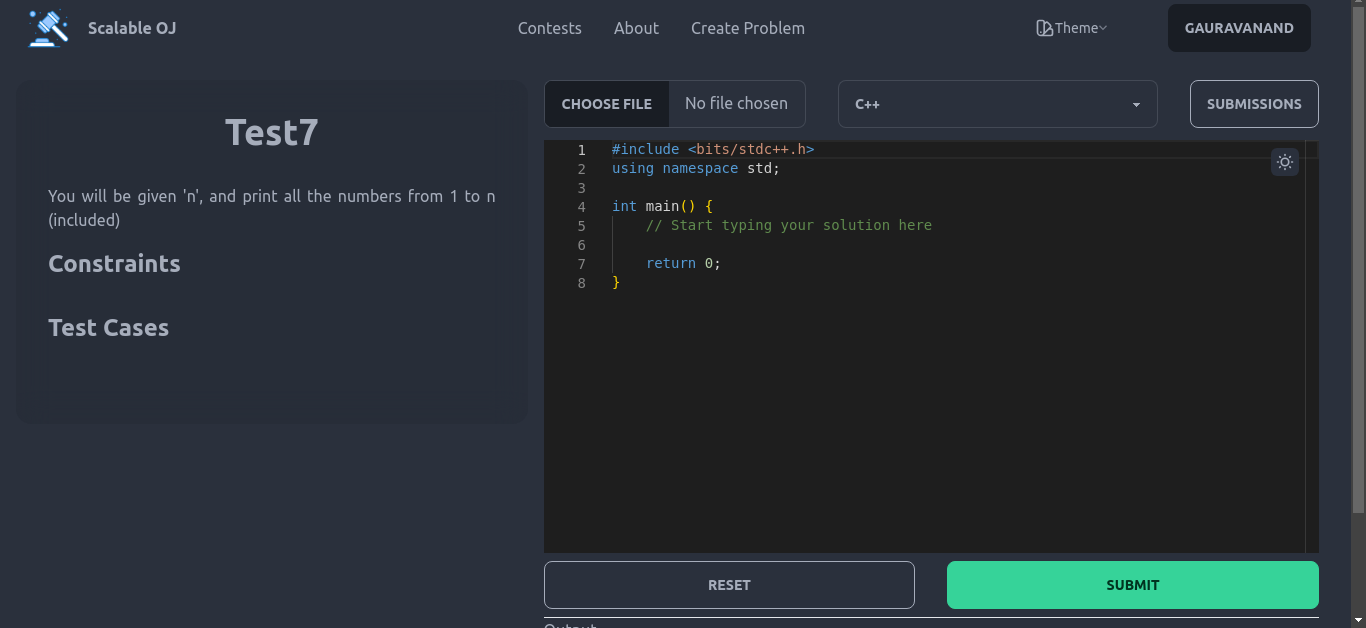 Scalable OJ
Contests
About
Create Problem
Theme
GAURAVANAND
Test7
You will be given 'n', and print all the numbers from 1 to n
(included)
Constraints
Test Cases
CHOOSE FILE
No file chosen
C++
SUBMISSIONS
1 #include <bits/stdc++.h>
2 using namespace std;
3
4 int main() {
5     // Start typing your solution here
6
7     return 0;
8 }
RESET
SUBMIT
Output